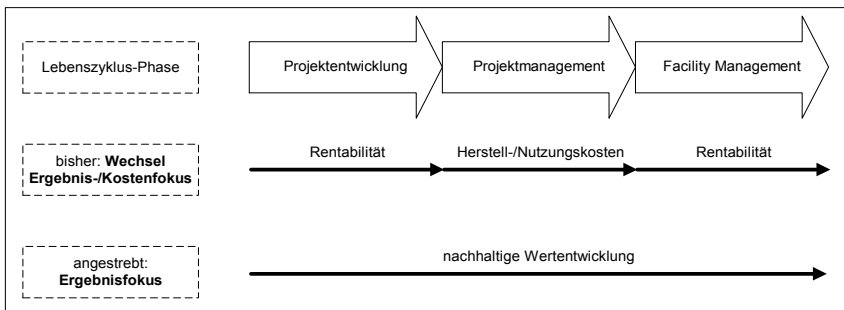 Lebenszyklus-Phase
Projektentwicklung
Projektmanagement
Facility Management
bisher: Wechsel
Ergebnis-/Kostenfokus
Rentabilität
Herstell-/Nutzungskosten
Rentabilität
angestrebt:
Ergebnisfokus
nachhaltige Wertentwicklung